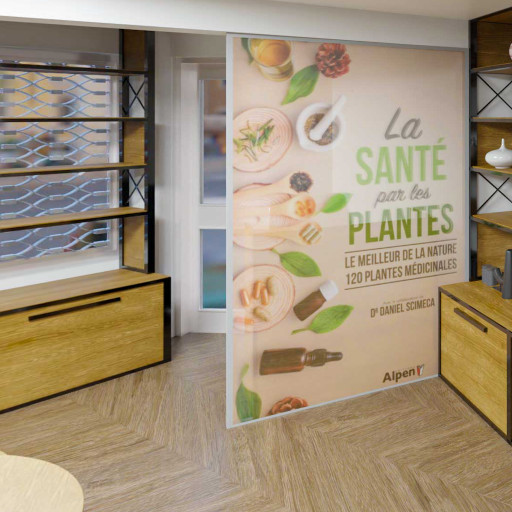 La
SANTÉ
par les
PLANTES
LE MEILLEUR DE LA NATURE
120 PLANTES MÉDICINALES
Dr DANIEL SCIMECA
Alpen